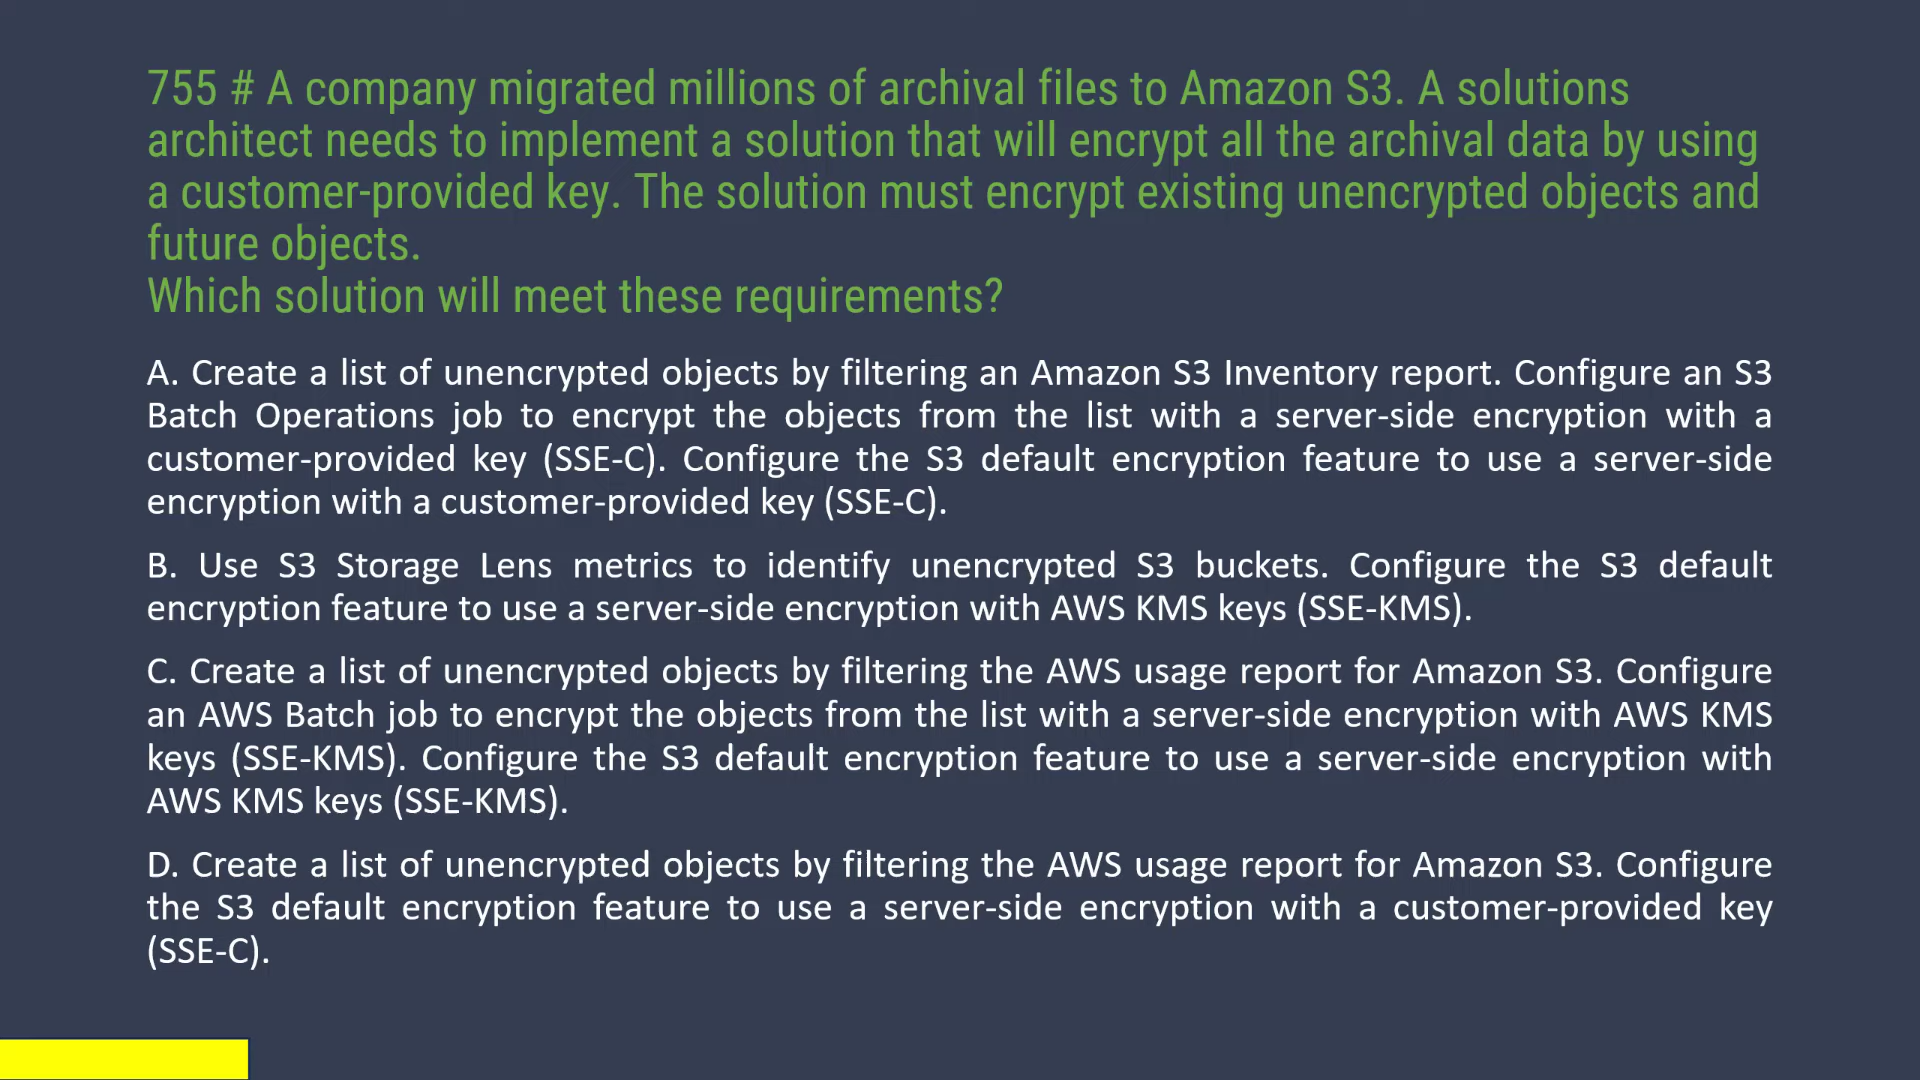 755 # A company migrated millions of archival files to Amazon S3. A solutions
architect needs to implement a solution that will encrypt all the archival data by using
a customer-provided key. The solution must encrypt existing unencrypted objects and
future objects.
Which solution will meet these requirements?
A. Create a list of unencrypted objects by filtering an Amazon S3 Inventory report. Configure an S3
Batch Operations job to encrypt the objects from the list with a server-side encryption with a
customer-provided key (SSE-C). Configure the S3 default encryption feature to use a server-side
encryption with a customer-provided key (SSE-C).
B. Use S3 Storage Lens metrics to identify unencrypted S3 buckets. Configure the S3 default
encryption feature to use a server-side encryption with AWS KMS keys (SSE-KMS).
C. Create a list of unencrypted objects by filtering the AWS usage report for Amazon S3. Configure
an AWS Batch job to encrypt the objects from the list with a server-side encryption with AWS KMS
keys (SSE-KMS). Configure the S3 default encryption feature to use a server-side encryption with
AWS KMS keys (SSE-KMS).
D. Create a list of unencrypted objects by filtering the AWS usage report for Amazon S3. Configure
the S3 default encryption feature to use a server-side encryption with a customer-provided key
(SSE-C).